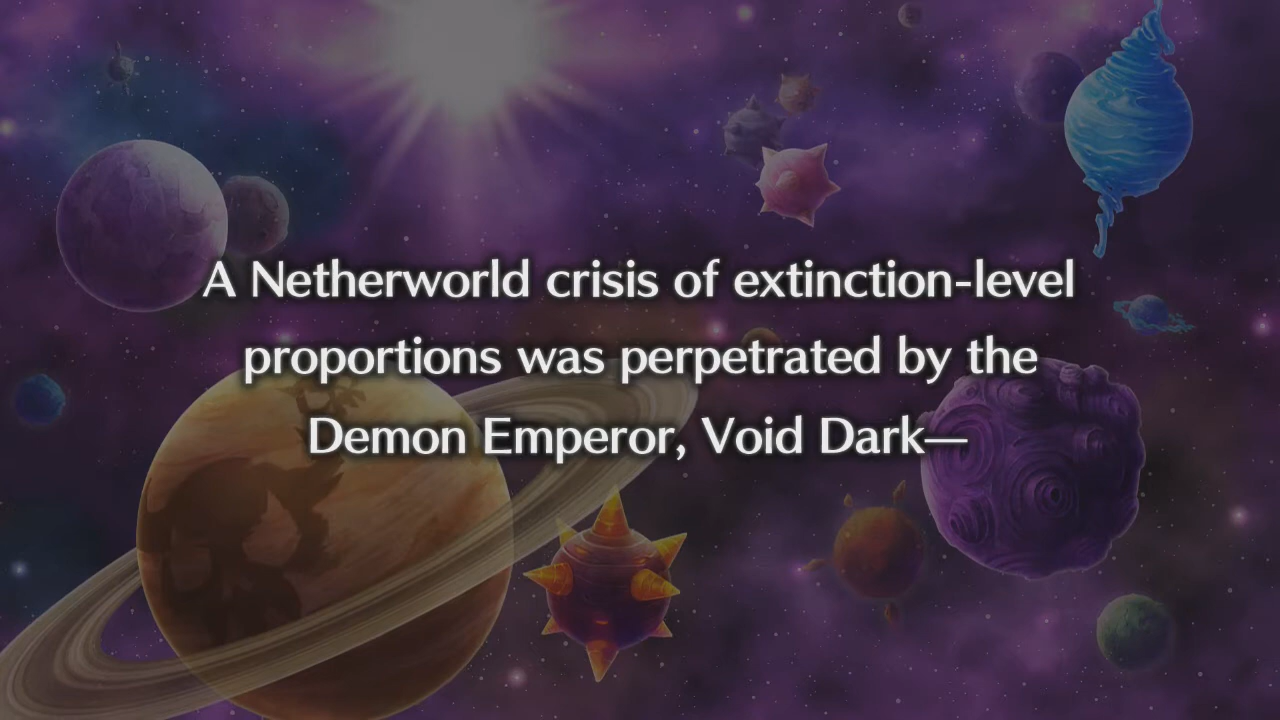 A Netherworld crisis of extinction-level
proportions was perpetrated by the
Demon Emperor, Void Dark—